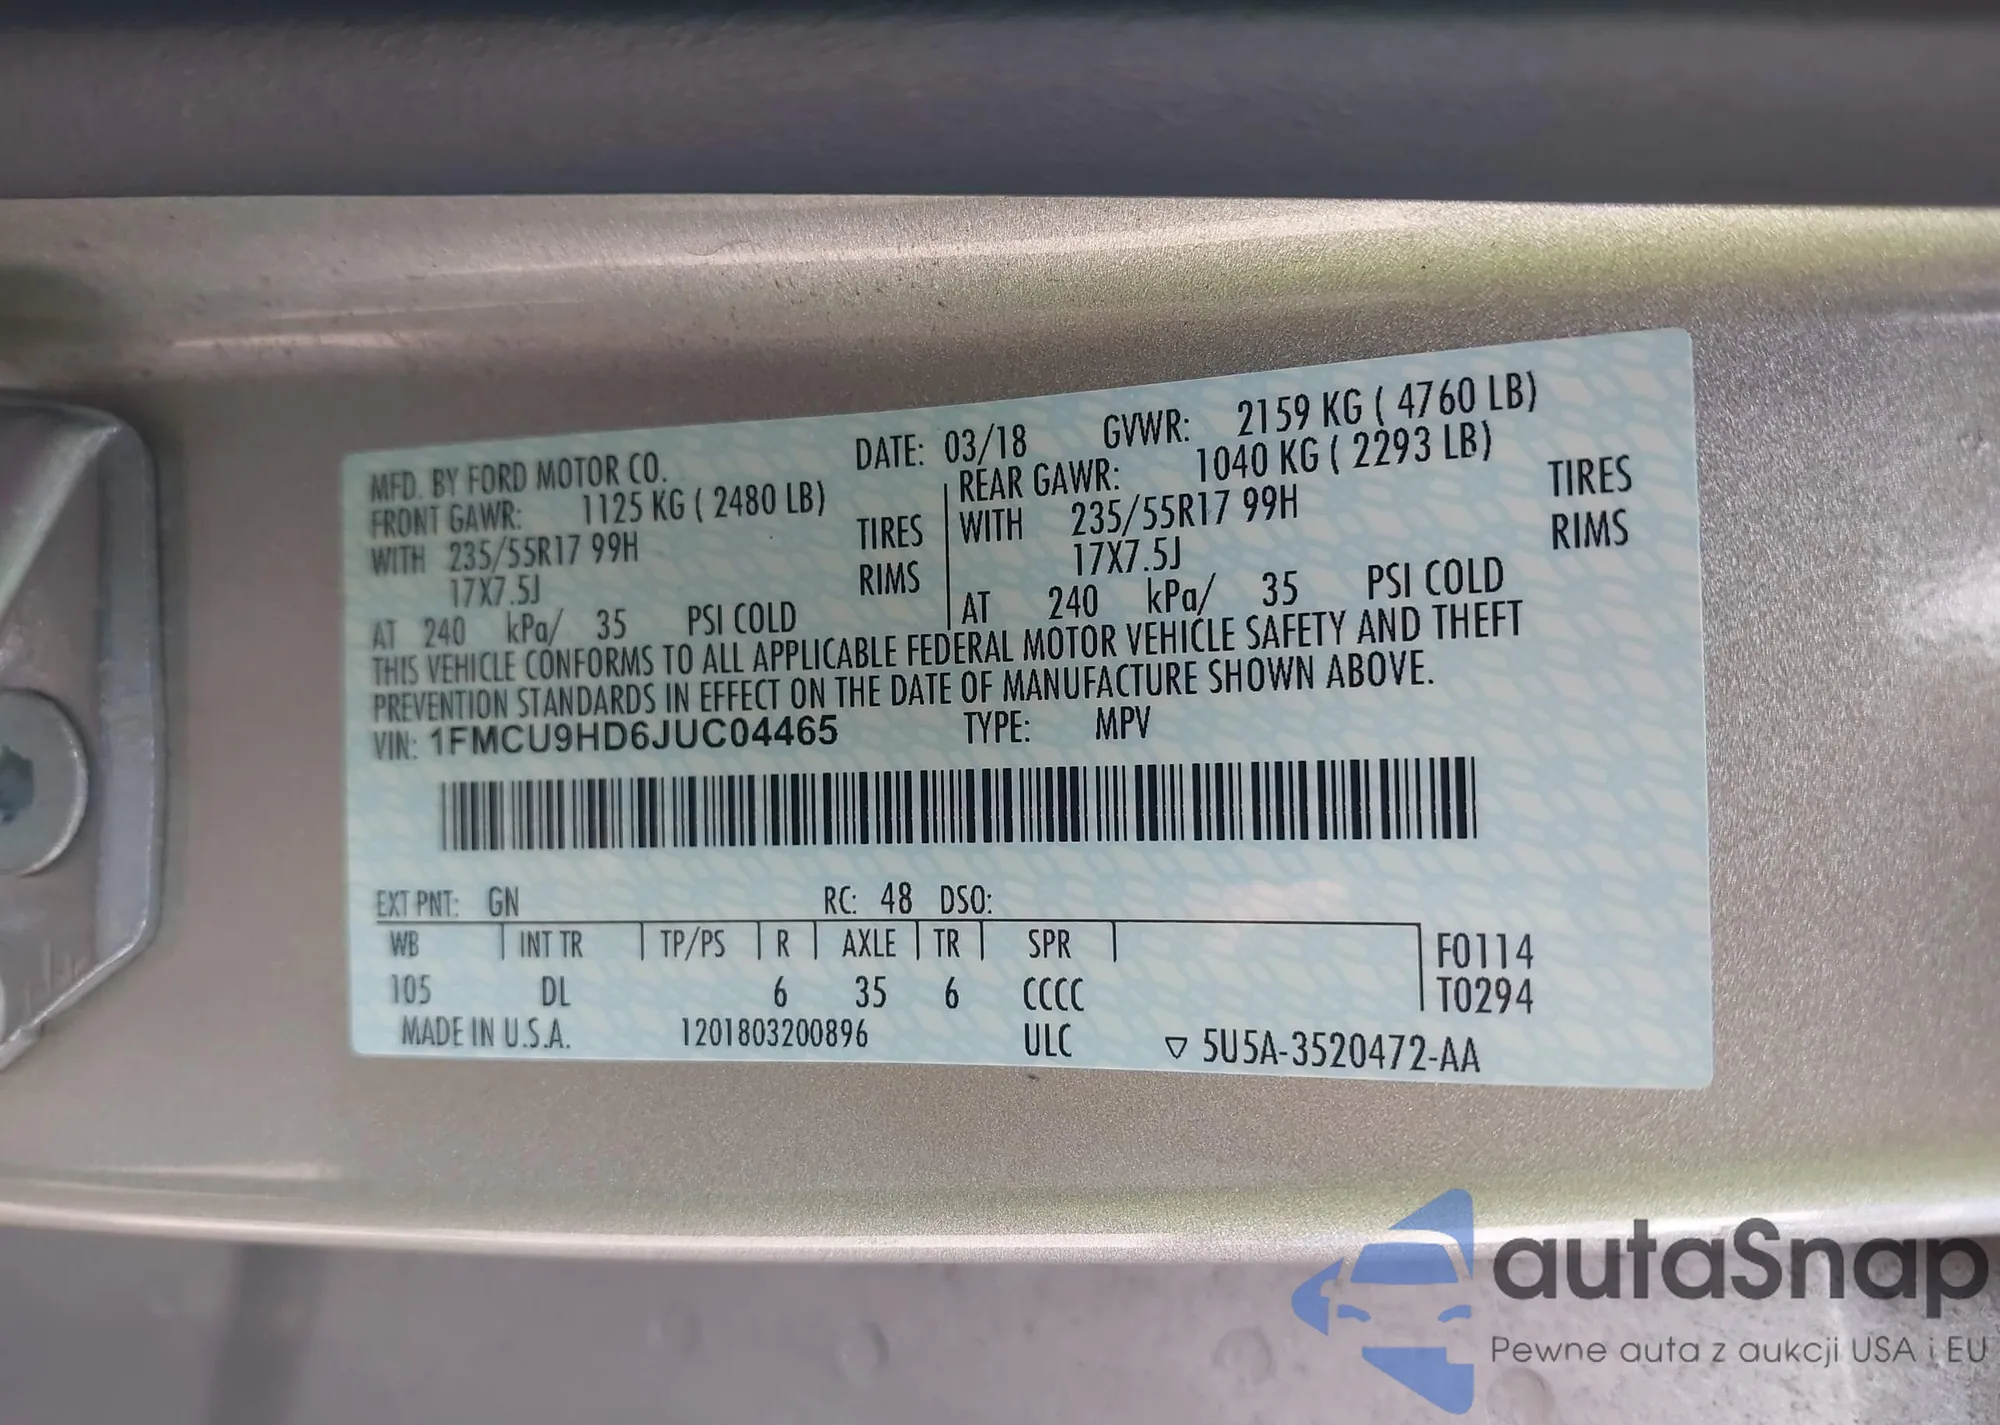 MFD. BY FORD MOTOR CO. DATE: 03/18 GVWR: 2159 KG ( 4760 LB)
FRONT GAWR: 1125 KG ( 2480 LB) REAR GAWR: 1040 KG ( 2293 LB)
WITH 235/55R17 99H TIRES WITH 235/55R17 99H TIRES
17X7.5J RIMS 17X7.5J RIMS
AT 240 kPa/ 35 PSI COLD AT 240 kPa/ 35 PSI COLD
THIS VEHICLE CONFORMS TO ALL APPLICABLE FEDERAL MOTOR VEHICLE SAFETY AND THEFT
PREVENTION STANDARDS IN EFFECT ON THE DATE OF MANUFACTURE SHOWN ABOVE.
VIN: 1FMCU9HD6JUC04465 TYPE: MPV
EXT PNT: GN RC: 48 DSO:
WB INT TR TP/PS R AXLE TR SPR F0114
105 DL 6 35 6 CCCC T0294
MADE IN U.S.A. 1201803200896 ULC ▽ 5U5A-3520472-AA
autaSnap
Pewne auta z aukcji USA i EU